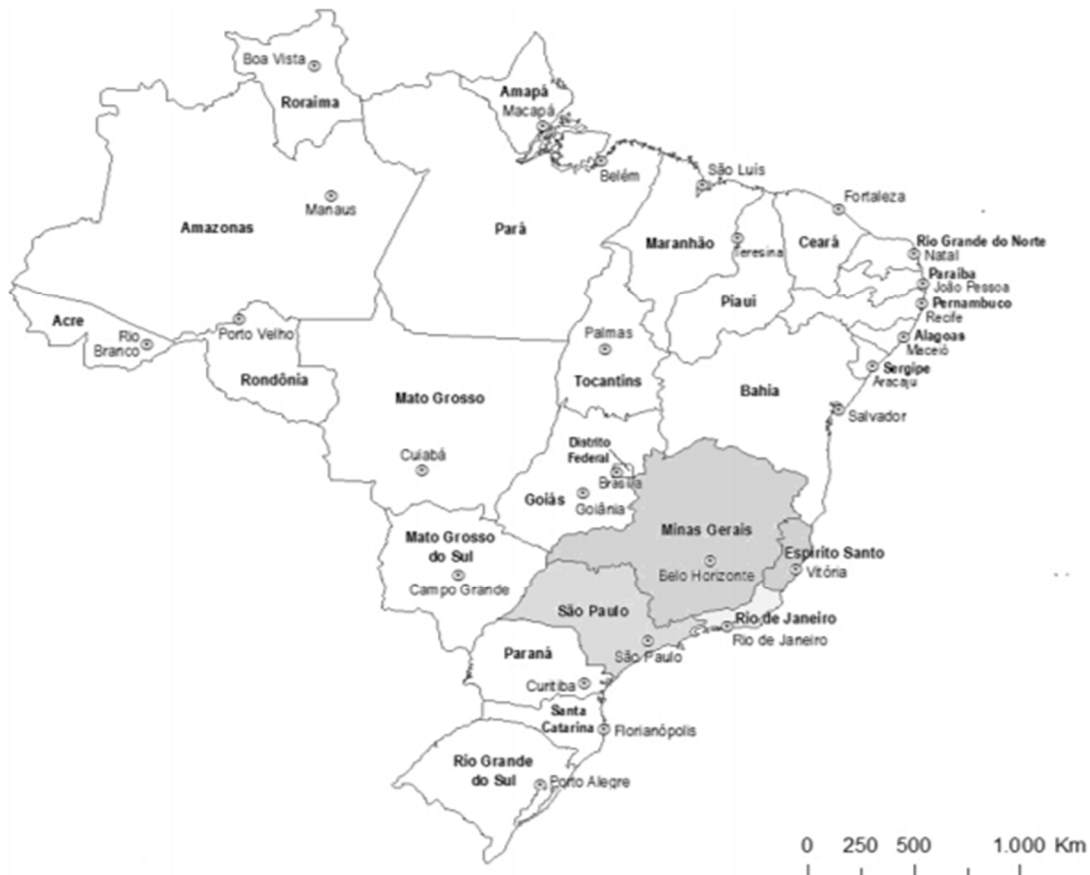 Boa Vista
Roraima
Amapá
Macapá
Belém
São Luís
Fortaleza
Manaus
Amazonas
Pará
Maranhão
Teresina
Ceará
Rio Grande do Norte
Natal
Paraíba
João Pessoa
Pernambuco
Recife
Piauí
Acre
Rio
Branco
Porto Velho
Rondônia
Palmas
Tocantins
Alagoas
Maceió
Sergipe
Aracaju
Mato Grosso
Bahia
Salvador
Cuiabá
Distrito
Federal
Brasília
Goiás
Goiânia
Minas Gerais
Belo Horizonte
Espírito Santo
Vitória
Mato Grosso
do Sul
Campo Grande
São Paulo
São Paulo
Rio de Janeiro
Rio de Janeiro
Paraná
Curitiba
Santa
Catarina
Florianópolis
Rio Grande
do Sul
Porto Alegre
0 250 500 1.000 Km